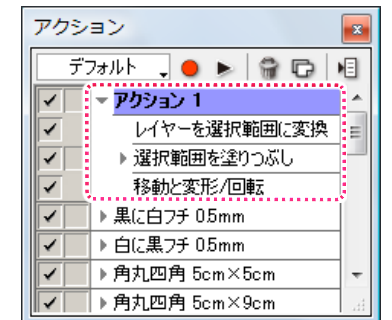 アクション
デフォルト
アクション 1
レイヤーを選択範囲に変換
選択範囲を塗りつぶし
移動と変形/回転
黒に白フチ 0.5mm
白に黒フチ 0.5mm
角丸四角 5cm×5cm
角丸四角 5cm×9cm